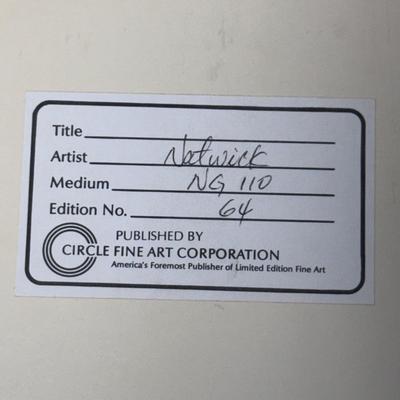 Title
Artist Natwick
Medium NG 110
Edition No. 64
PUBLISHED BY
CIRCLE FINE ART CORPORATION
America's Foremost Publisher of Limited Edition Fine Art